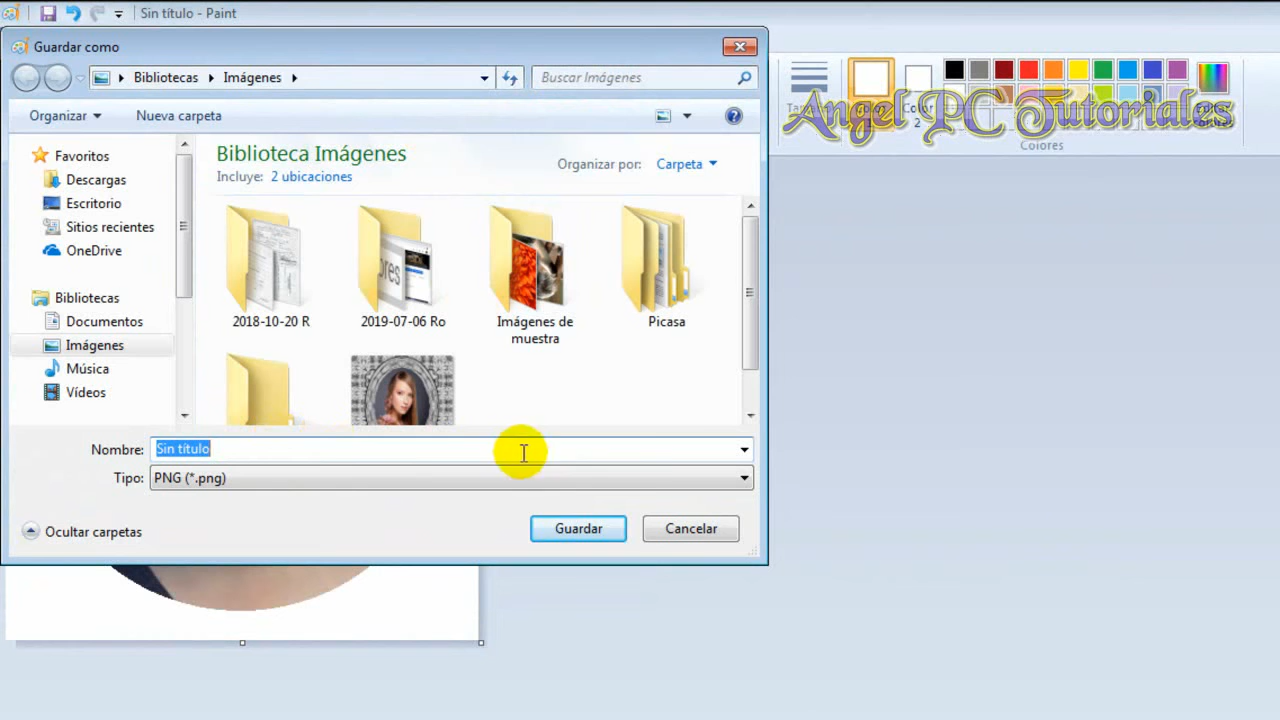 Sin título - Paint
Guardar como
Bibliotecas Imágenes
Buscar Imágenes
Organizar
Nueva carpeta
Favoritos
Descargas
Escritorio
Sitios recientes
OneDrive
Bibliotecas
Documentos
Imágenes
Música
Vídeos
Biblioteca Imágenes
Incluye: 2 ubicaciones
Organizar por: Carpeta
2018-10-20 R
2019-07-06 Ro
Imágenes de
muestra
Picasa
Nombre: Sin título
Tipo: PNG (*.png)
Ocultar carpetas
Guardar
Cancelar
Angel PC Tutoriales
2
Colores